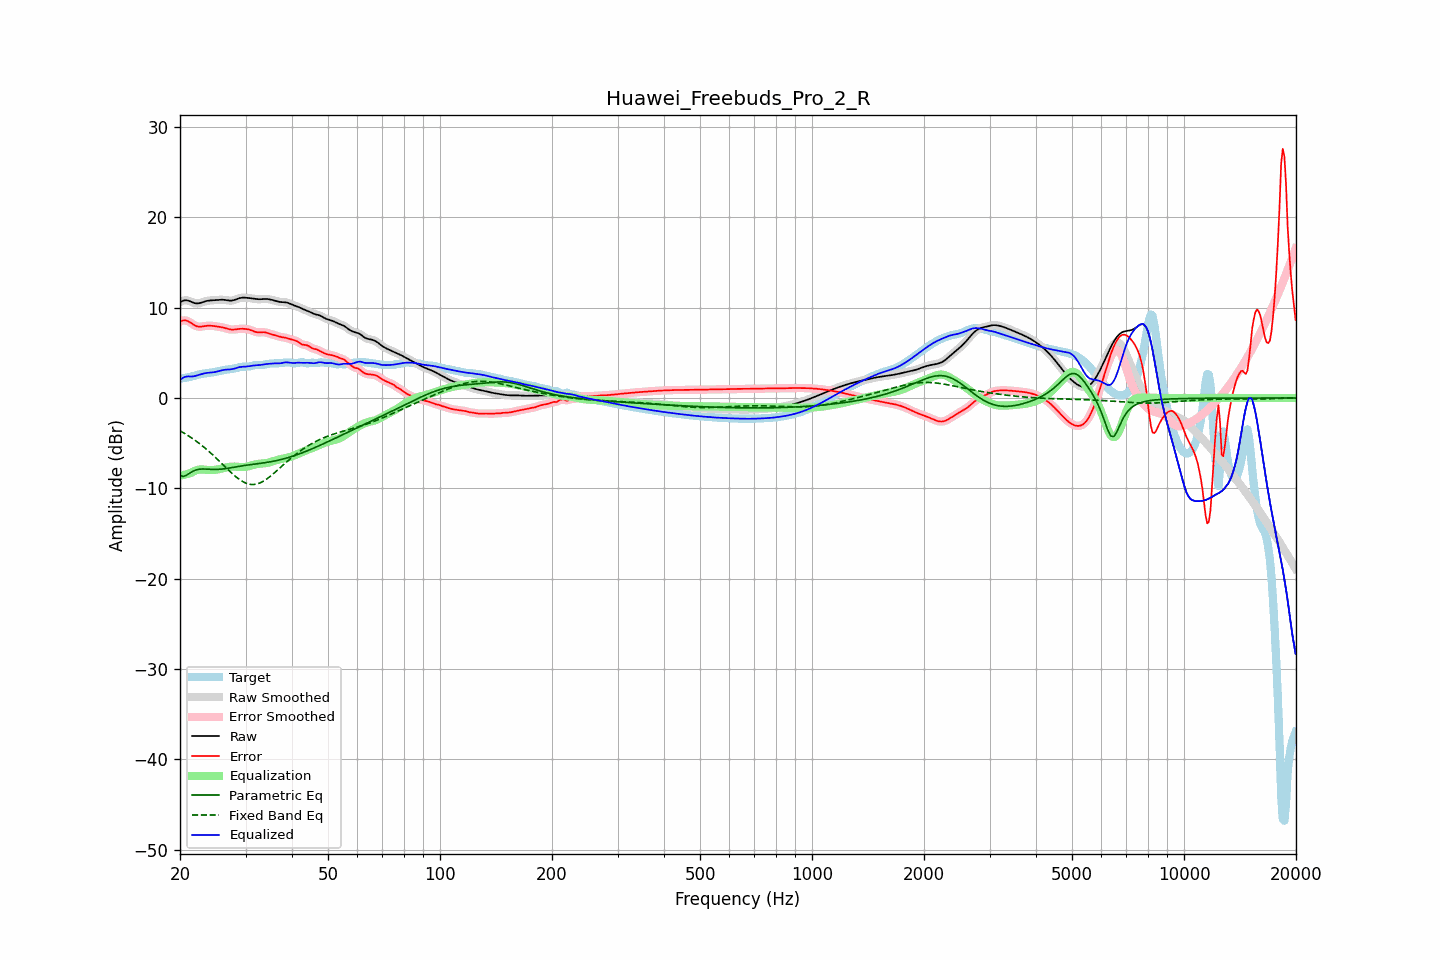 Huawei_Freebuds_Pro_2_R
30
20
10
0
−10
−20
−30
−40
−50
Amplitude (dBr)
Target
Raw Smoothed
Error Smoothed
Raw
Error
Equalization
Parametric Eq
Fixed Band Eq
Equalized
20 50 100 200 500 1000 2000 5000 10000 20000
Frequency (Hz)